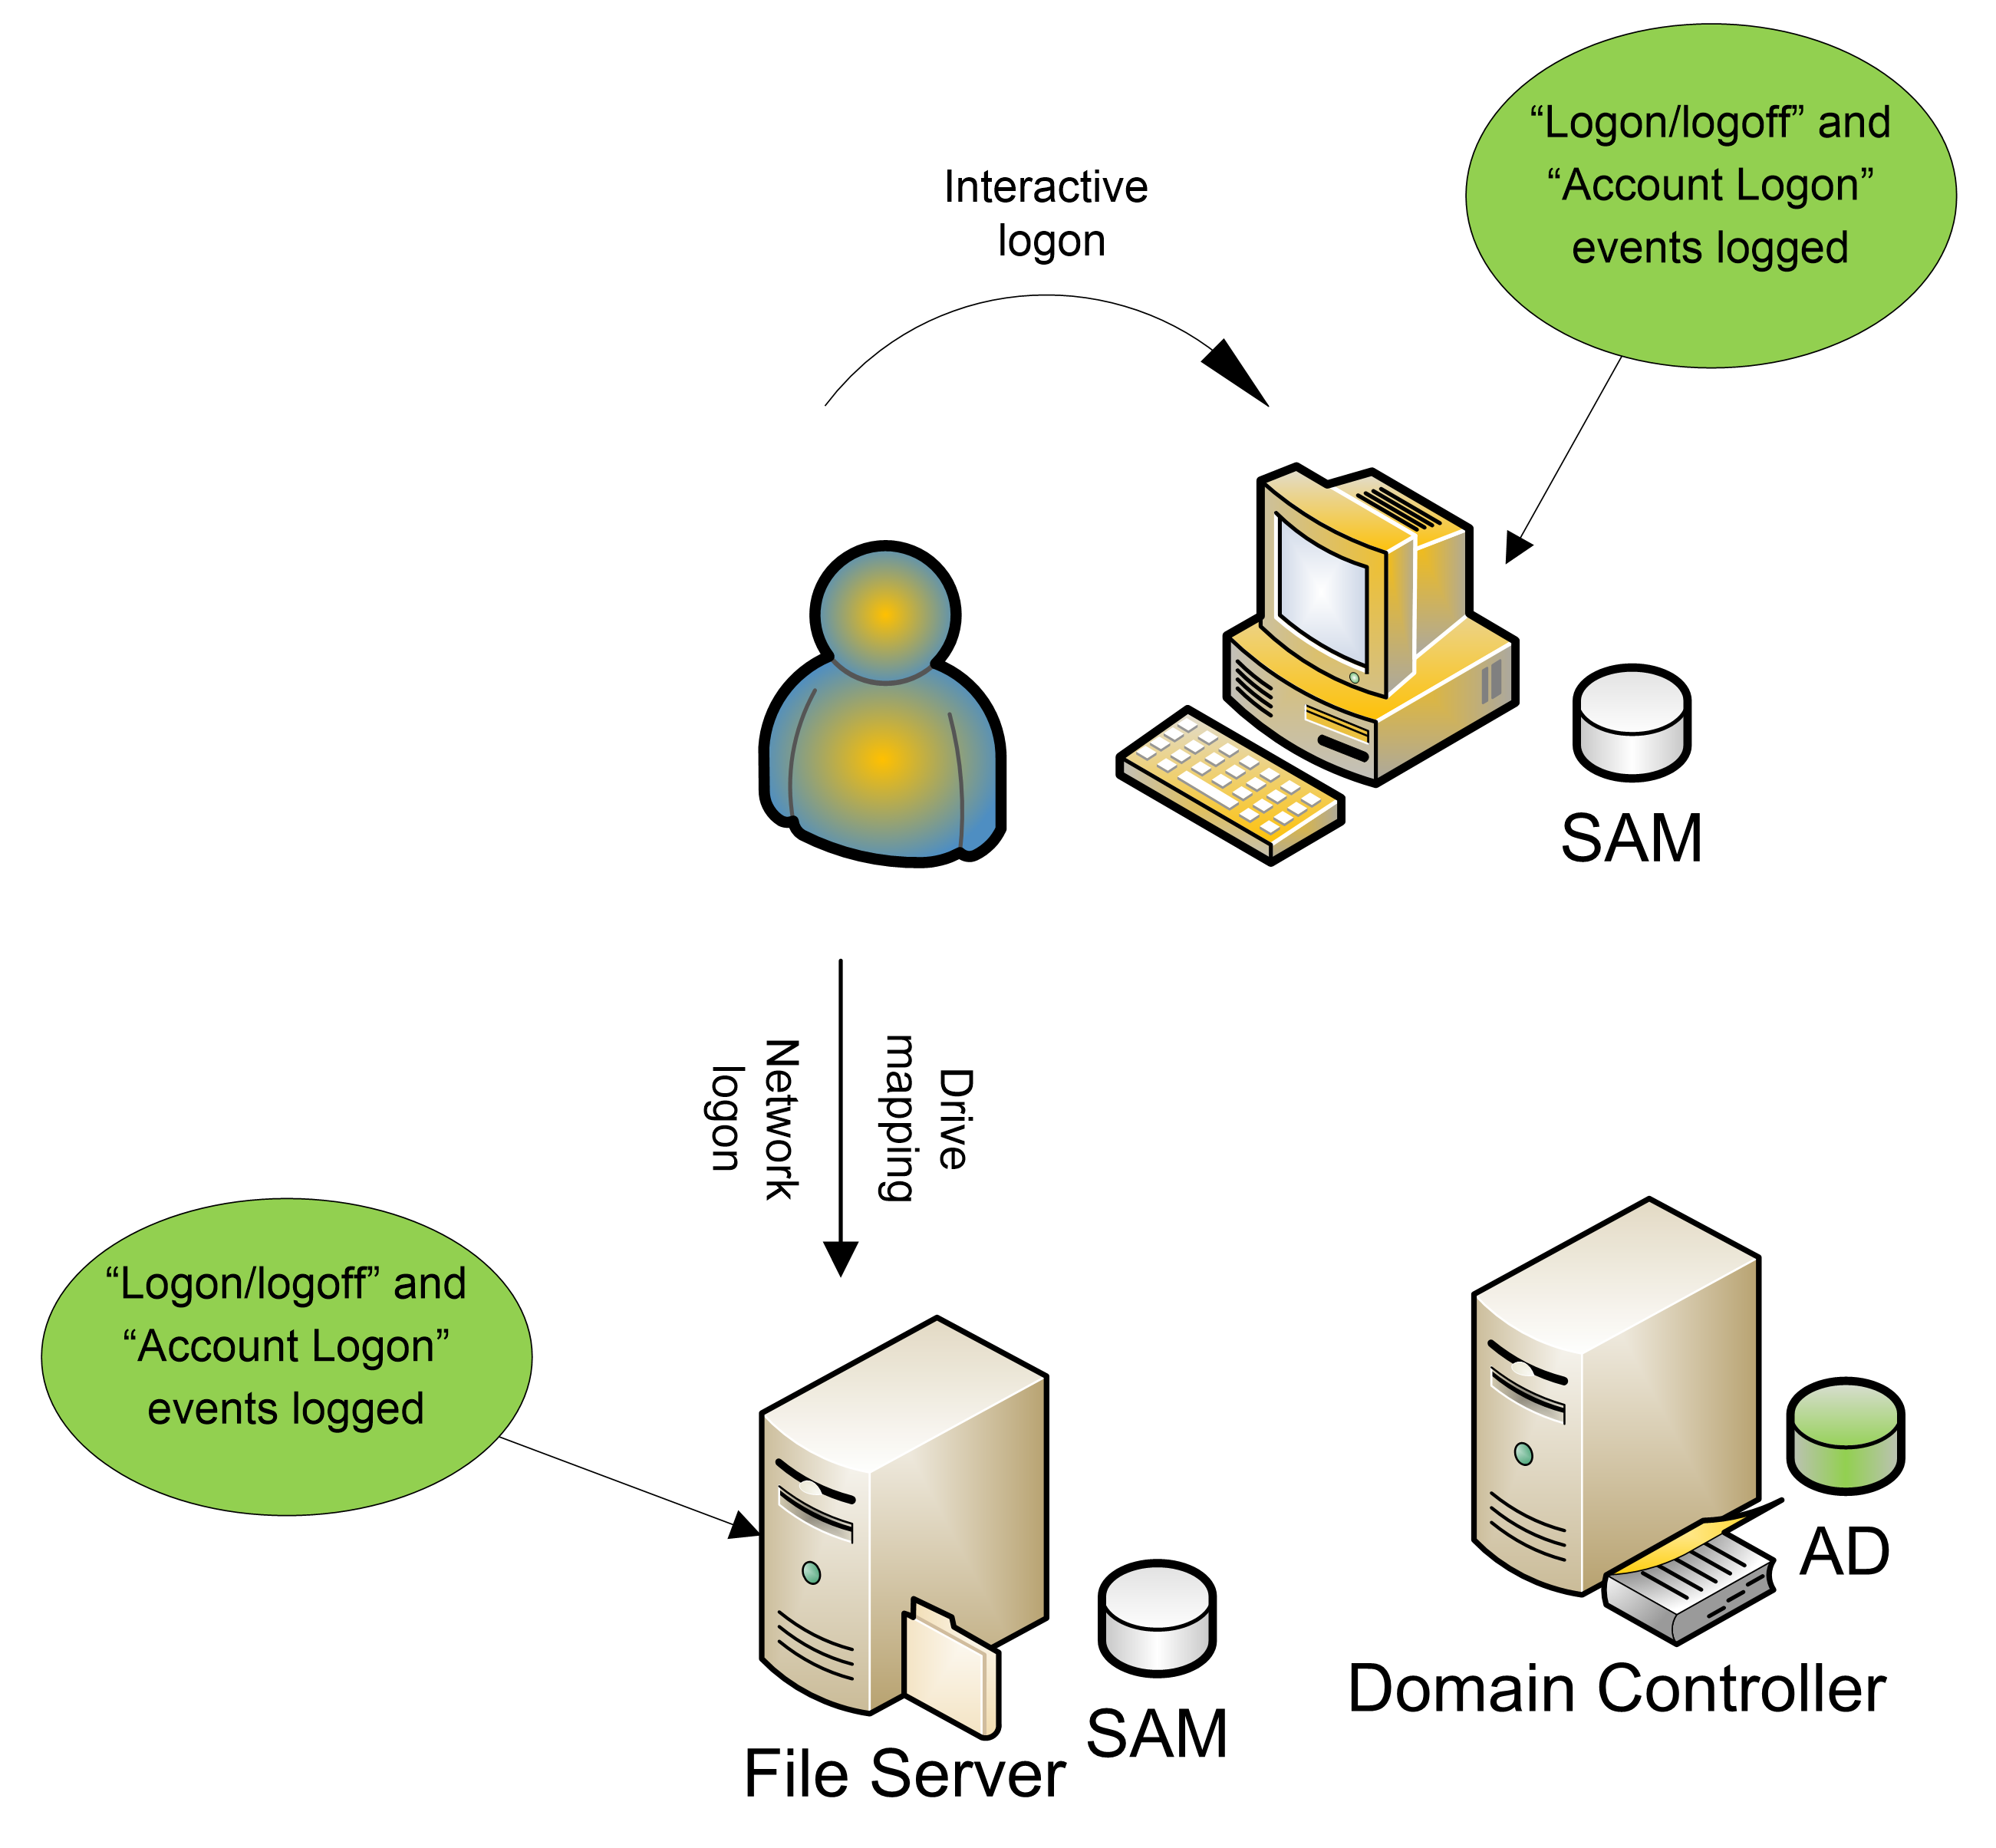 Interactive
logon
“Logon/logoff” and
“Account Logon”
events logged
SAM
Drive
mapping
Network
logon
“Logon/logoff” and
“Account Logon”
events logged
File Server
SAM
AD
Domain Controller